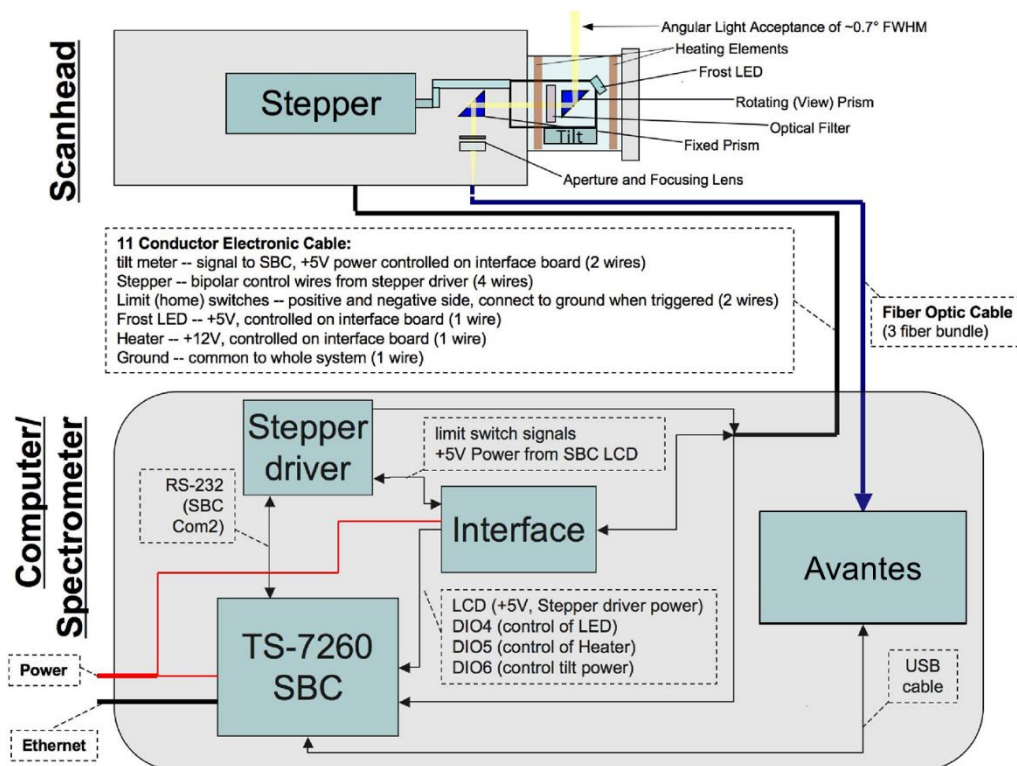 Scanhead
Stepper
Tilt
Angular Light Acceptance of ~0.7° FWHM
Heating Elements
Frost LED
Rotating (View) Prism
Optical Filter
Fixed Prism
Aperture and Focusing Lens
11 Conductor Electronic Cable:
tilt meter -- signal to SBC, +5V power controlled on interface board (2 wires)
Stepper -- bipolar control wires from stepper driver (4 wires)
Limit (home) switches -- positive and negative side, connect to ground when triggered (2 wires)
Frost LED -- +5V, controlled on interface board (1 wire)
Heater -- +12V, controlled on interface board (1 wire)
Ground -- common to whole system (1 wire)
Fiber Optic Cable
(3 fiber bundle)
Computer/
Spectrometer
Stepper
driver
limit switch signals
+5V Power from SBC LCD
RS-232
(SBC
Com2)
Interface
Avantes
LCD (+5V, Stepper driver power)
DIO4 (control of LED)
DIO5 (control of Heater)
DIO6 (control tilt power)
TS-7260
SBC
USB
cable
Power
Ethernet